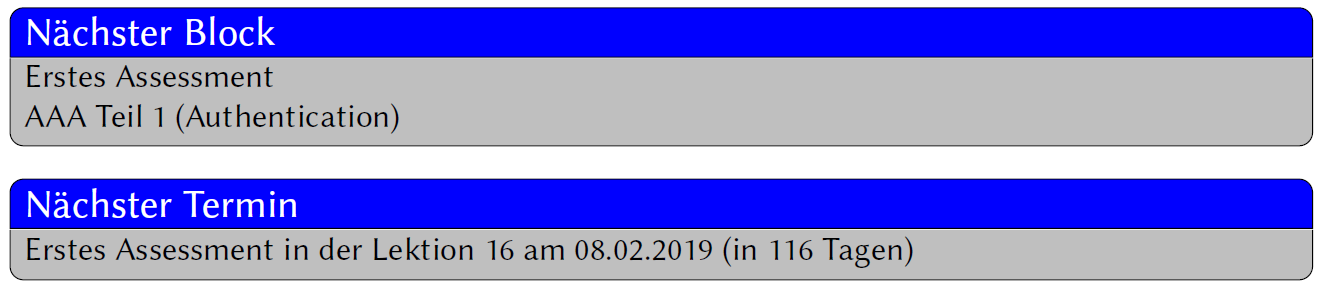 Nächster Block
Erstes Assessment
AAA Teil 1 (Authentication)
Nächster Termin
Erstes Assessment in der Lektion 16 am 08.02.2019 (in 116 Tagen)